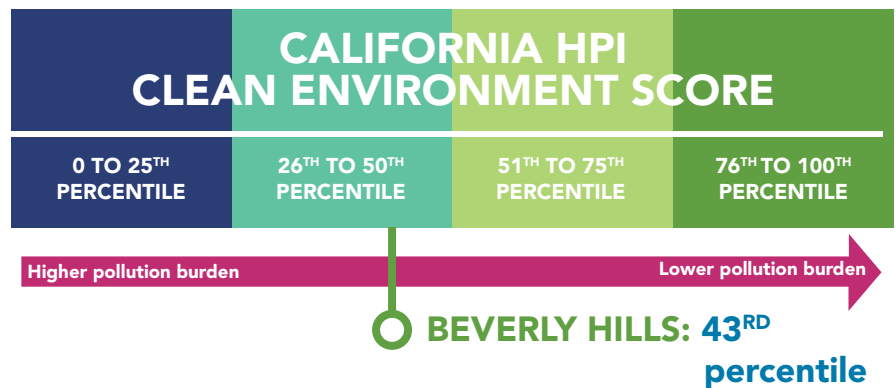 CALIFORNIA HPI
CLEAN ENVIRONMENT SCORE
0 TO 25TH
PERCENTILE
26TH TO 50TH
PERCENTILE
51TH TO 75TH
PERCENTILE
76TH TO 100TH
PERCENTILE
Higher pollution burden
Lower pollution burden
BEVERLY HILLS: 43RD
percentile